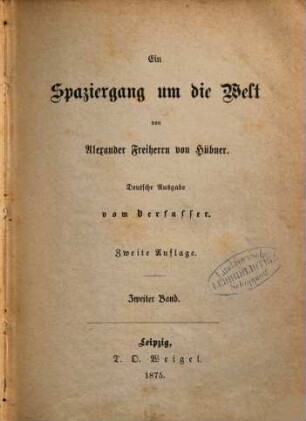 Ein
Spaziergang um die Welt
von
Alexander Freiherrn von Hübner.
Deutsche Ausgabe
vom Verfasser.
Zweite Auflage.
Zweiter Band.
Leipzig,
T. O. Weigel.
1875.